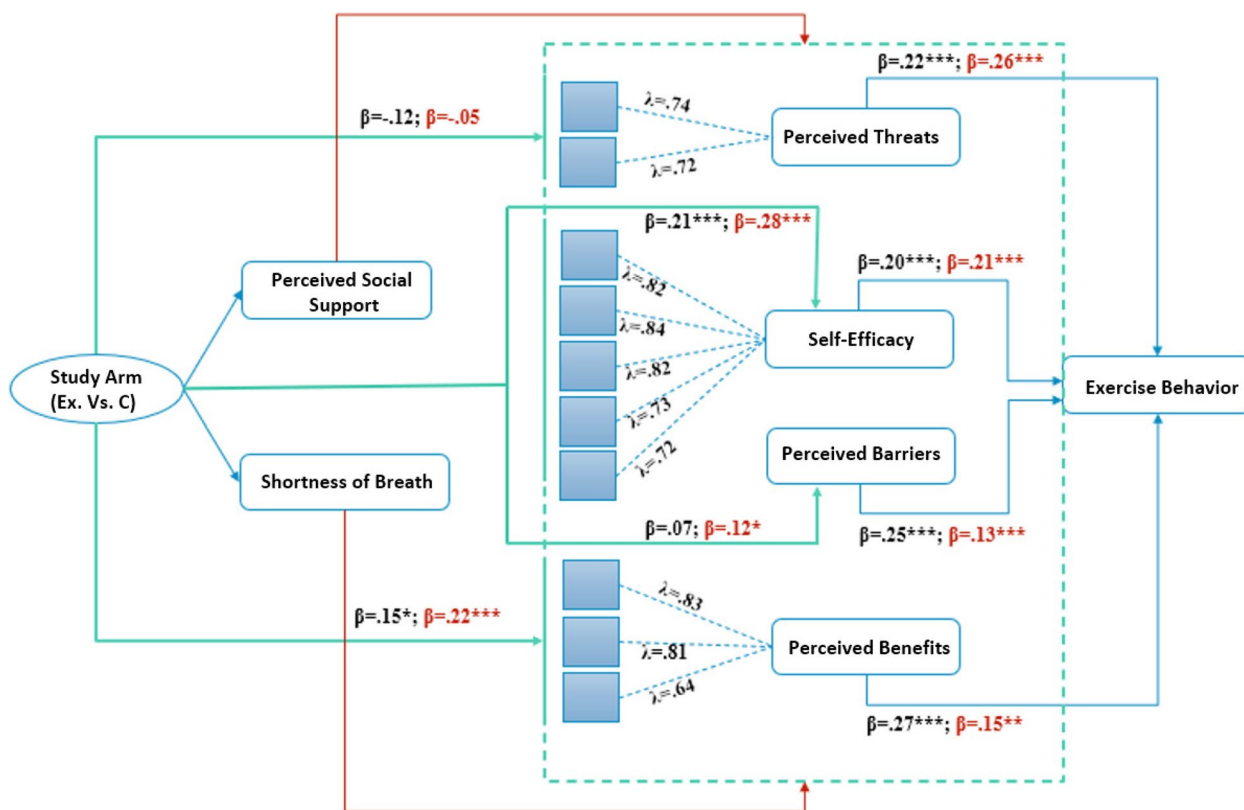 β=.22***; β=.26***
λ=.74
β=-.12; β=-.05
Perceived Threats
λ=.72
β=.21***; β=.28***
β=.20***; β=.21***
Perceived Social
Support
λ=.82
λ=.84
Self-Efficacy
Study Arm
(Ex. Vs. C)
λ=.82
Exercise Behavior
λ=.73
λ=.72
Perceived Barriers
Shortness of Breath
β=.07; β=.12*
β=.25***; β=.13***
λ=.83
β=.15*; β=.22***
λ=.81
Perceived Benefits
λ=.64
β=.27***; β=.15**